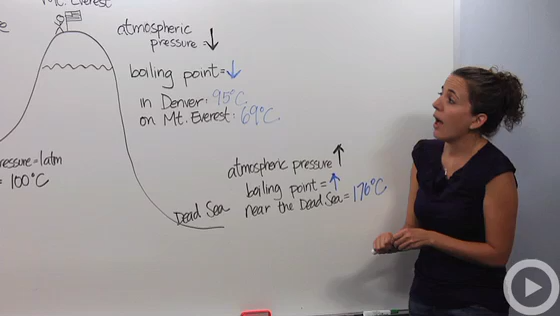 Mt. Everest
atmospheric
pressure = ↓
boiling point = ↓
in Denver: 95°C
on Mt. Everest: 69°C
= 1atm
= 100°C
atmospheric pressure ↑
boiling point = ↑
near the Dead Sea = 176°C
Dead Sea